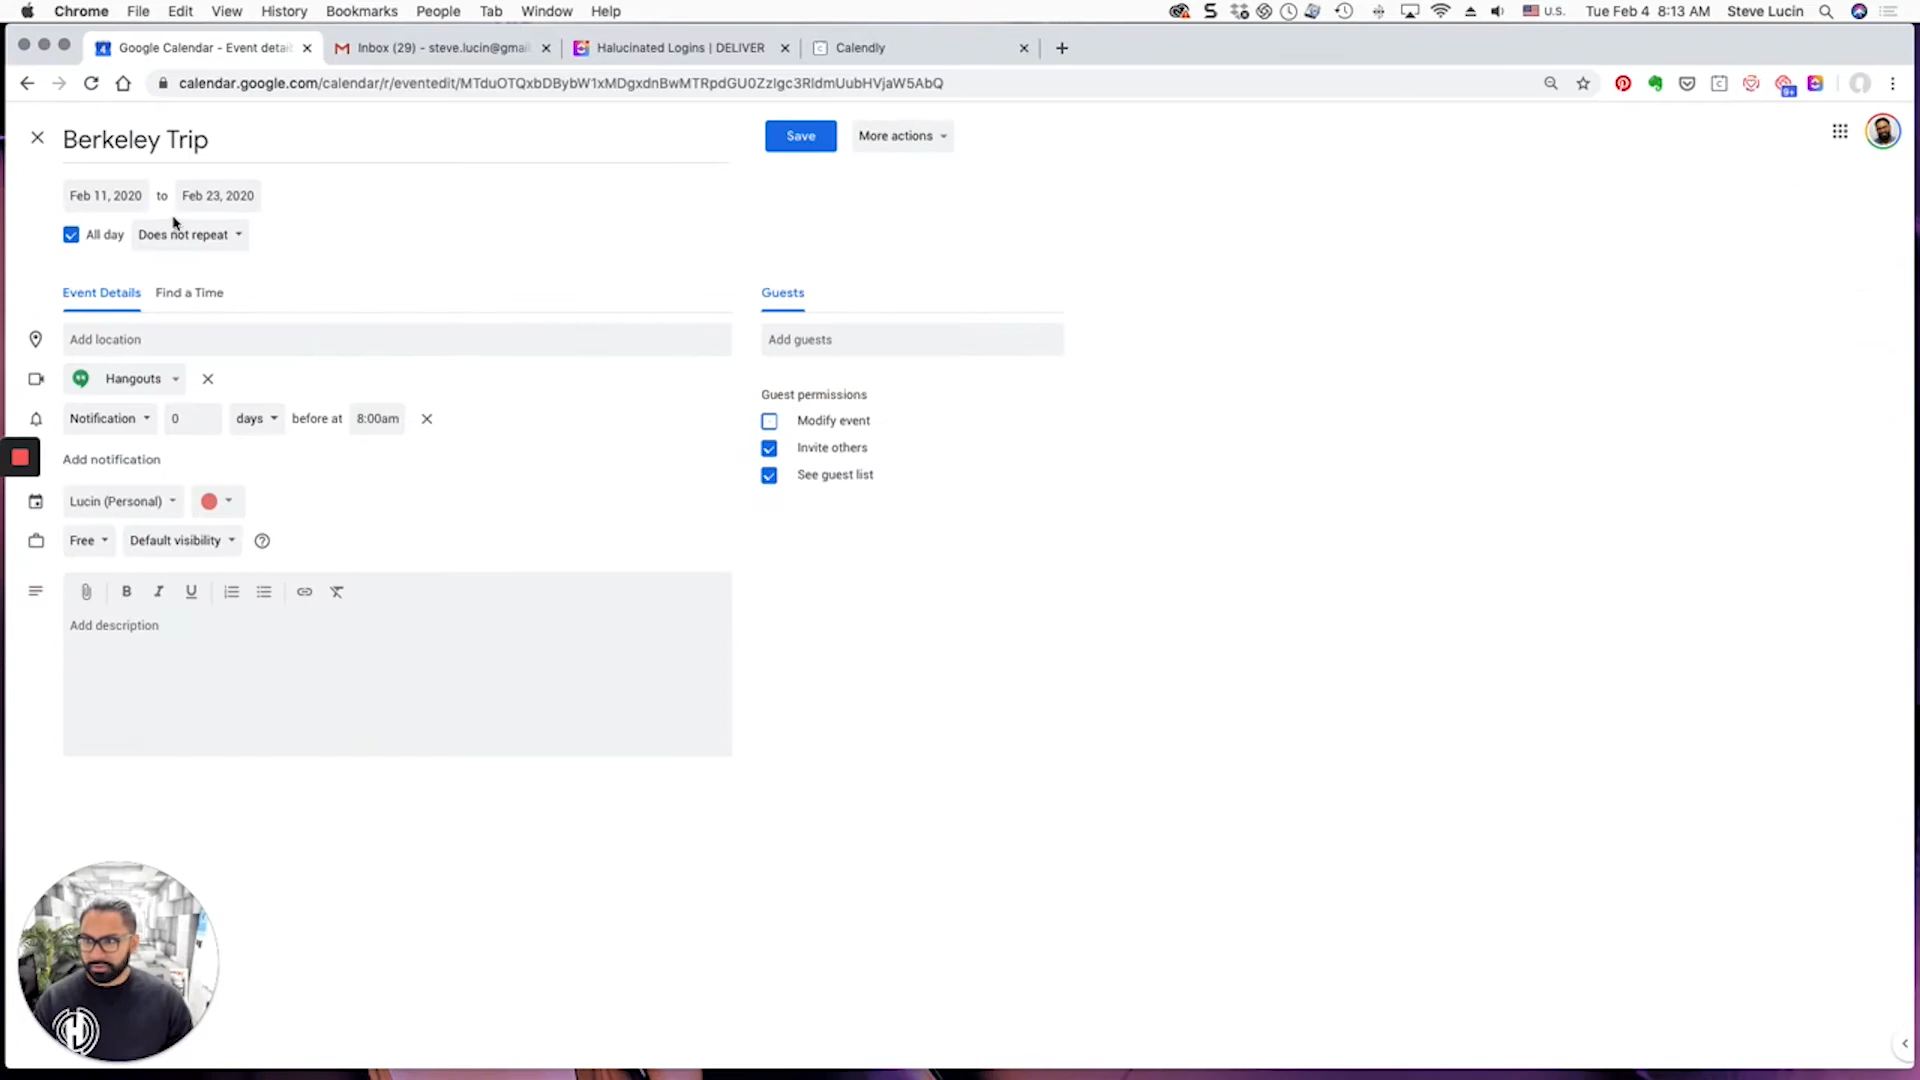 Chrome File Edit View History Bookmarks People Tab Window Help U.S. Tue Feb 4 8:13 AM Steve Lucin
Google Calendar - Event detai Inbox (29) - steve.lucin@gmai Halucinated Logins | DELIVER Calendly
calendar.google.com/calendar/r/eventedit/
Berkeley Trip Save More actions
Feb 11, 2020 to Feb 23, 2020
All day Does not repeat
Event Details Find a Time Guests
Add location Add guests
Hangouts
Guest permissions
Notification 0 days before at 8:00am Modify event
Invite others
Add notification
See guest list
Lucin (Personal)
Free Default visibility
B I U
Add description